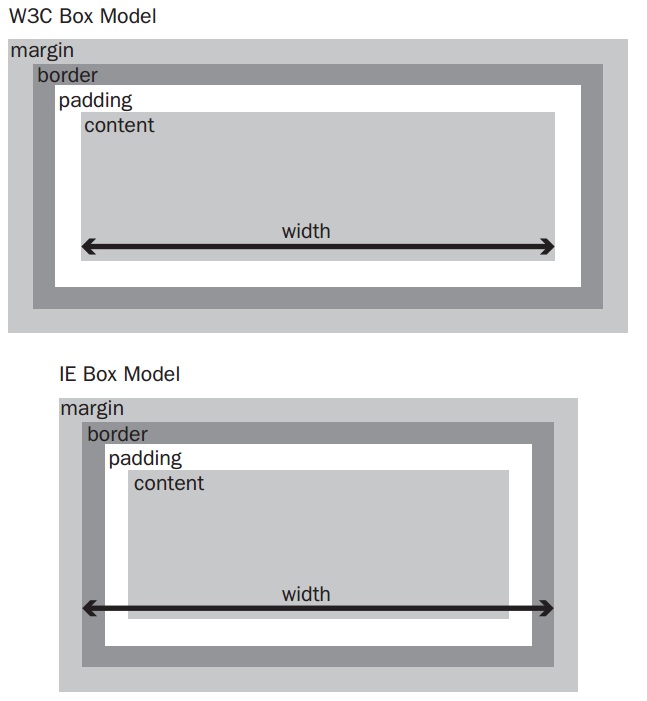 W3C Box Model
margin
border
padding
content
width
IE Box Model
margin
border
padding
content
width